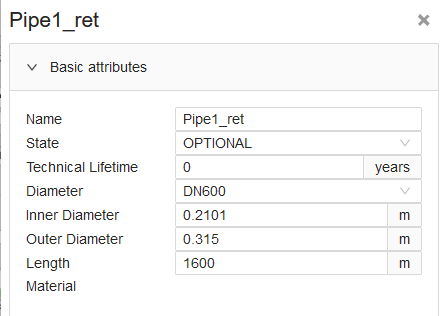 Pipe1_ret
Basic attributes
Name Pipe1_ret
State OPTIONAL
Technical Lifetime 0 years
Diameter DN600
Inner Diameter 0.2101 m
Outer Diameter 0.315 m
Length 1600 m
Material